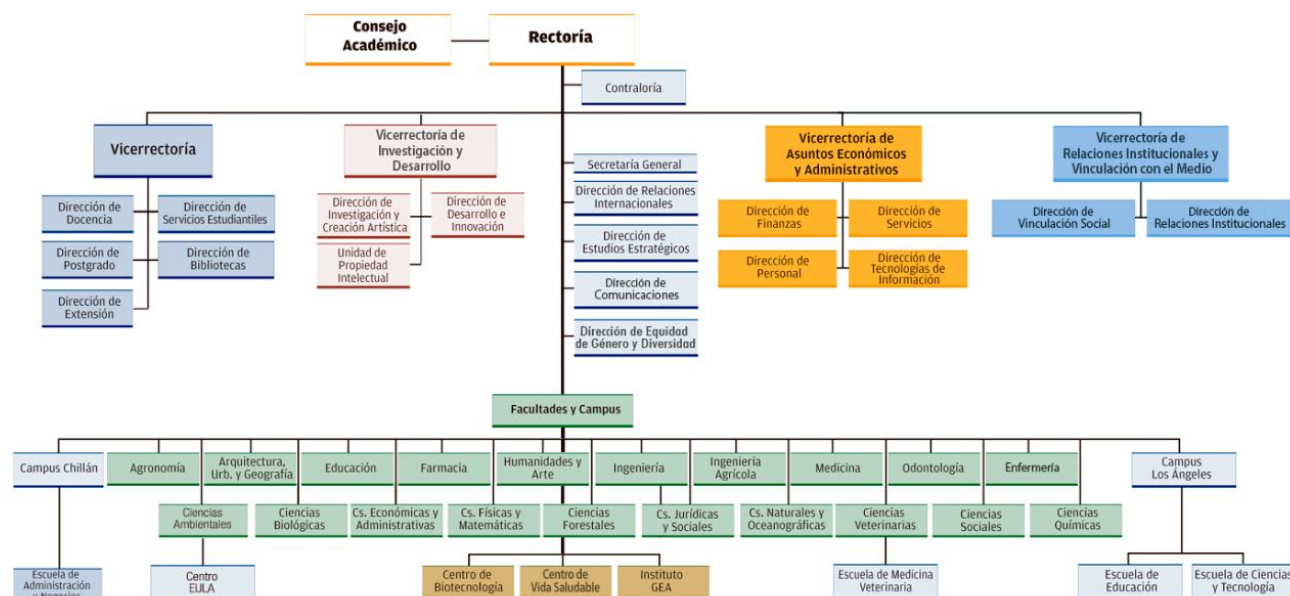 Consejo
Académico
Rectoría
Contraloría
Vicerrectoría
Vicerrectoría de
Investigación y
Desarrollo
Secretaría General
Dirección de Relaciones
Internacionales
Dirección de
Estudios Estratégicos
Dirección de
Comunicaciones
Dirección de Equidad
de Género y Diversidad
Vicerrectoría de
Asuntos Económicos
y Administrativos
Vicerrectoría de
Relaciones Institucionales y
Vinculación con el Medio
Dirección de
Docencia
Dirección de
Servicios Estudiantiles
Dirección de
Postgrado
Dirección de
Bibliotecas
Dirección de
Extensión
Dirección de
Investigación y
Creación Artística
Dirección de
Desarrollo e
Innovación
Unidad de
Propiedad
Intelectual
Dirección de
Finanzas
Dirección de
Servicios
Dirección de
Personal
Dirección de
Tecnologías de
Información
Dirección de
Vinculación Social
Dirección de
Relaciones Institucionales
Facultades y Campus
Campus Chillán
Agronomía
Arquitectura,
Urb. y Geografía
Educación
Farmacia
Humanidades y
Arte
Ingeniería
Ingeniería
Agrícola
Medicina
Odontología
Enfermería
Campus
Los Ángeles
Ciencias
Ambientales
Ciencias
Biológicas
Cs. Económicas y
Administrativas
Cs. Físicas y
Matemáticas
Ciencias
Forestales
Cs. Jurídicas
y Sociales
Cs. Naturales y
Oceanográficas
Ciencias
Veterinarias
Ciencias
Sociales
Ciencias
Químicas
Escuela de
Administración
y Negocios
Centro
EULA
Centro de
Biotecnología
Centro de
Vida Saludable
Instituto
GEA
Escuela de Medicina
Veterinaria
Escuela de
Educación
Escuela de Ciencias
y Tecnología